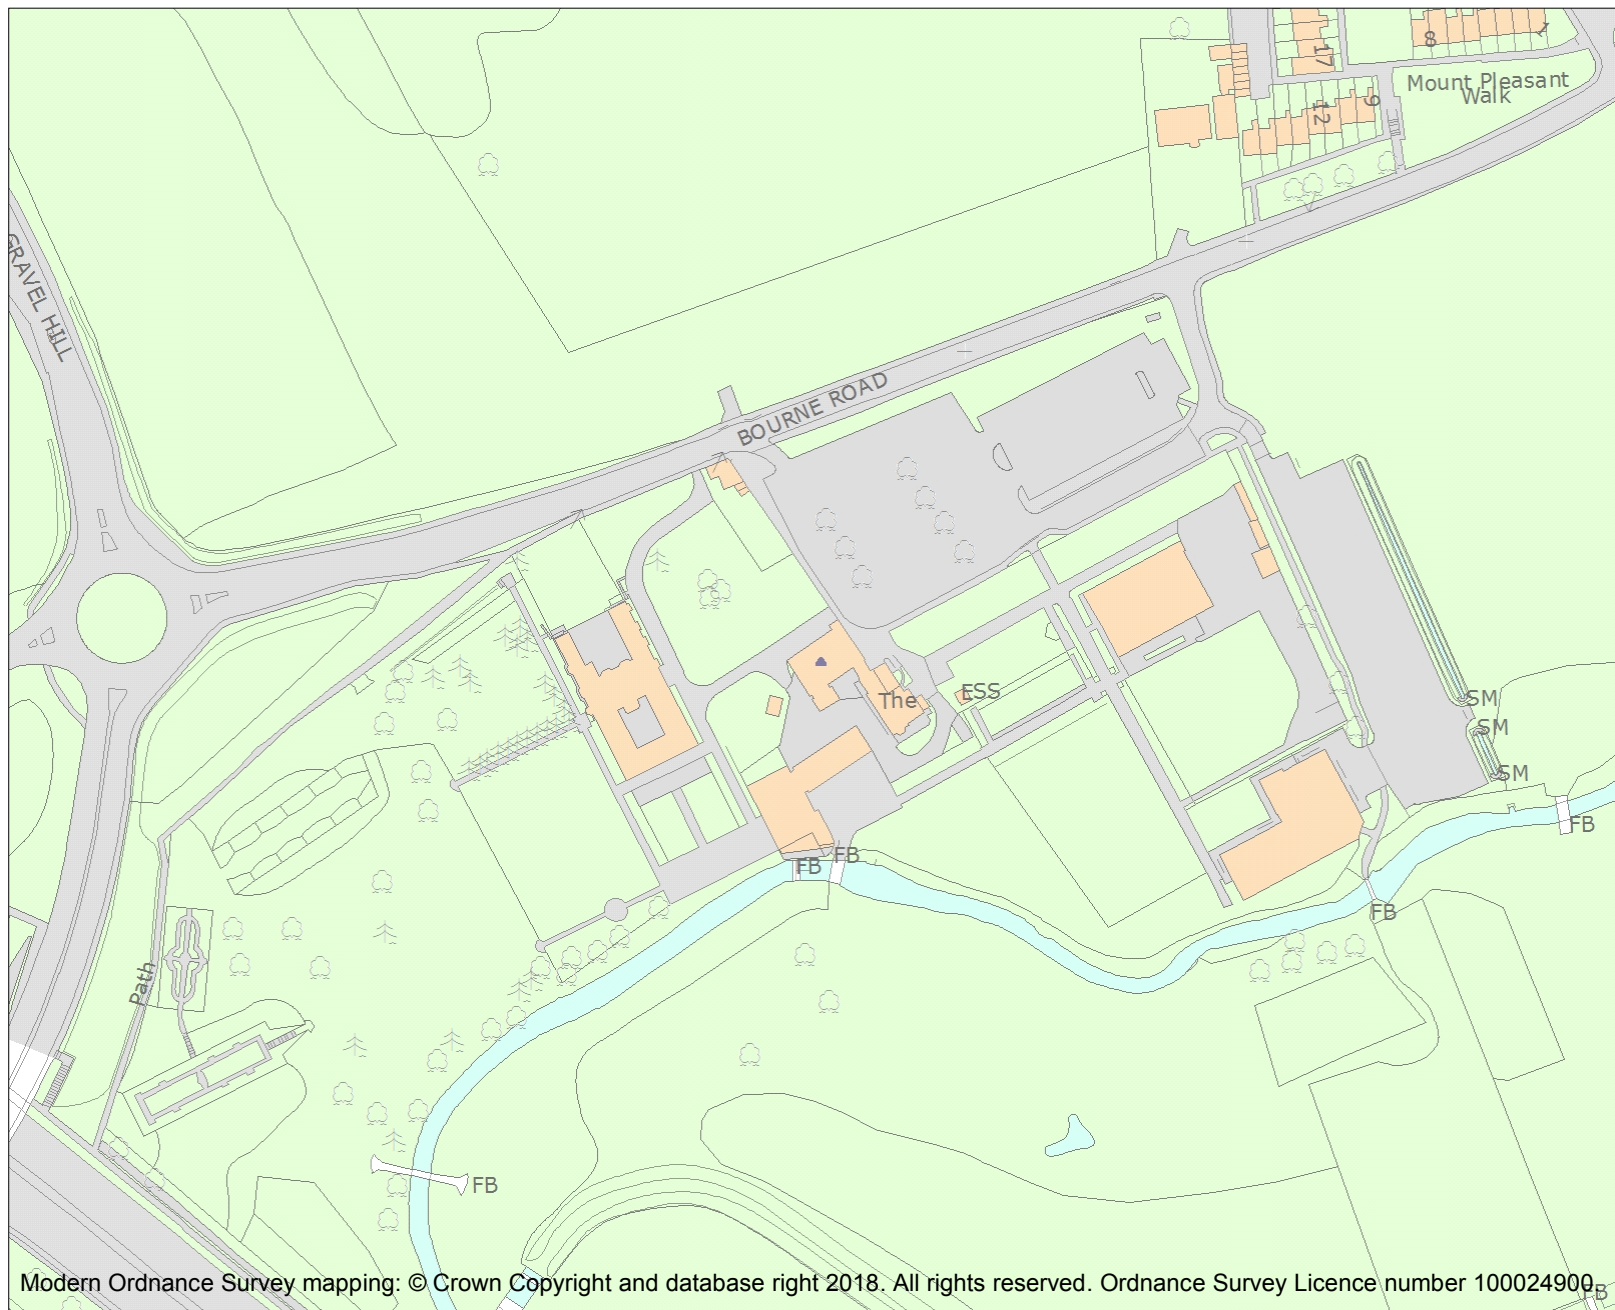 17
8
1
Mount Pleasant
Walk
12
9
GRAVEL HILL
BOURNE ROAD
The
ESS
SM
SM
SM
FB
FB
FB
FB
Path
FB
Modern Ordnance Survey mapping: © Crown Copyright and database right 2018. All rights reserved. Ordnance Survey Licence number 100024900.
FB